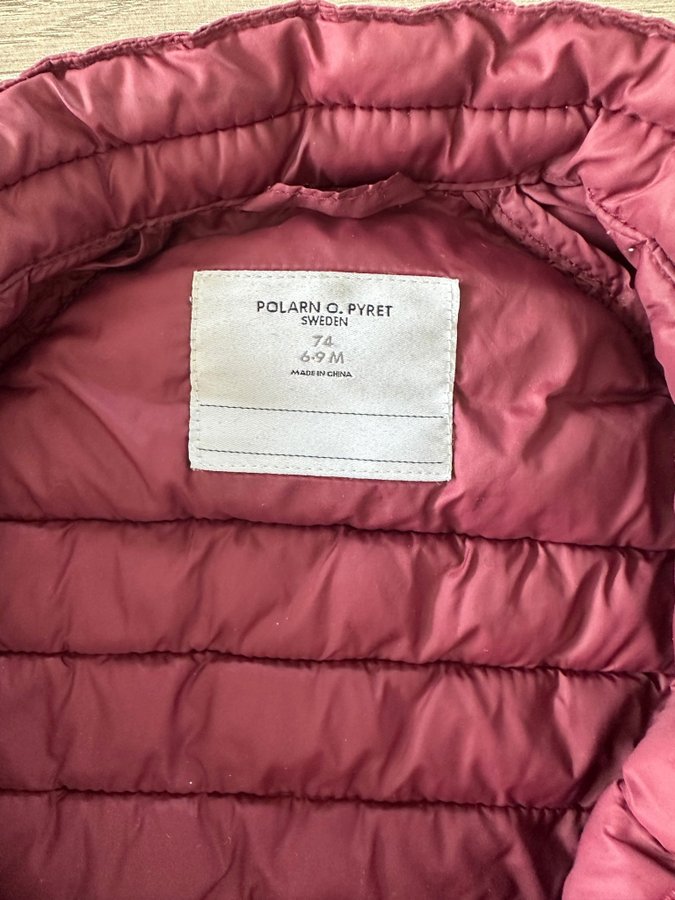 POLARN O. PYRET
SWEDEN
74
6-9 M
MADE IN CHINA